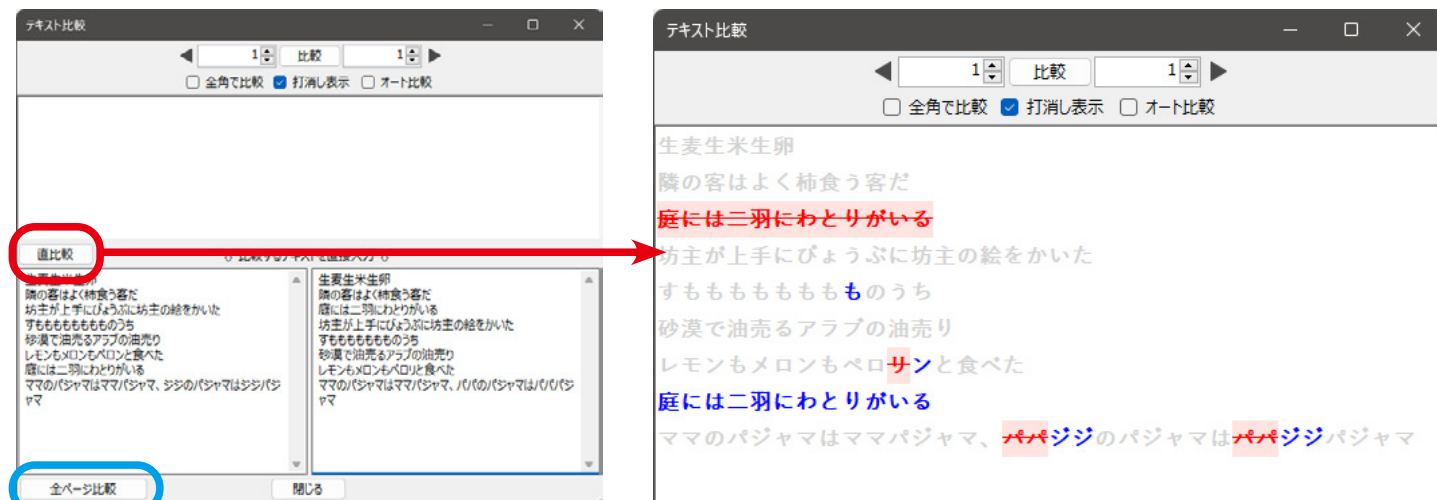 テキスト比較
1 比較 1
全角で比較 打消し表示 オート比較
直比較
比較するテキストを直接入力
生麦生米生卵
隣の客はよく柿食う客だ
坊主が上手にびょうぶに坊主の絵をかいた
すもももももももものうち
砂漠で油売るアラブの油売り
レモンもメロンもペロンと食べた
庭には二羽にわとりがいる
ママのパジャマはママパジャマ、ジジのパジャマはジジパジ
ャマ
生麦生米生卵
隣の客はよく柿食う客だ
庭には二羽にわとりがいる
坊主が上手にびょうぶに坊主の絵をかいた
すももももももものうち
砂漠で油売るアラブの油売り
レモンもメロンもペロリと食べた
ママのパジャマはママパジャマ、パパのパジャマはパパパジ
ャマ
全ページ比較
閉じる
テキスト比較
1 比較 1
全角で比較 打消し表示 オート比較
生麦生米生卵
隣の客はよく柿食う客だ
庭には二羽にわとりがいる
坊主が上手にびょうぶに坊主の絵をかいた
すもももももももものうち
砂漠で油売るアラブの油売り
レモンもメロンもペロリンと食べた
庭には二羽にわとりがいる
ママのパジャマはママパジャマ、パパジジのパジャマはパパジジパジャマ